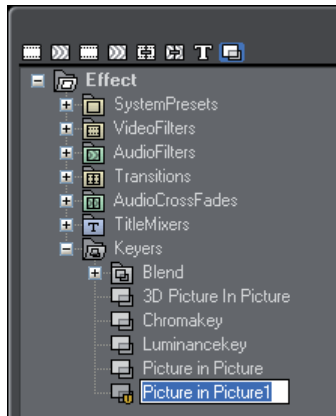 T
Effect
SystemPresets
VideoFilters
AudioFilters
Transitions
AudioCrossFades
T TitleMixers
Keyers
Blend
3D Picture In Picture
Chromakey
Luminancekey
Picture in Picture
Picture in Picture1